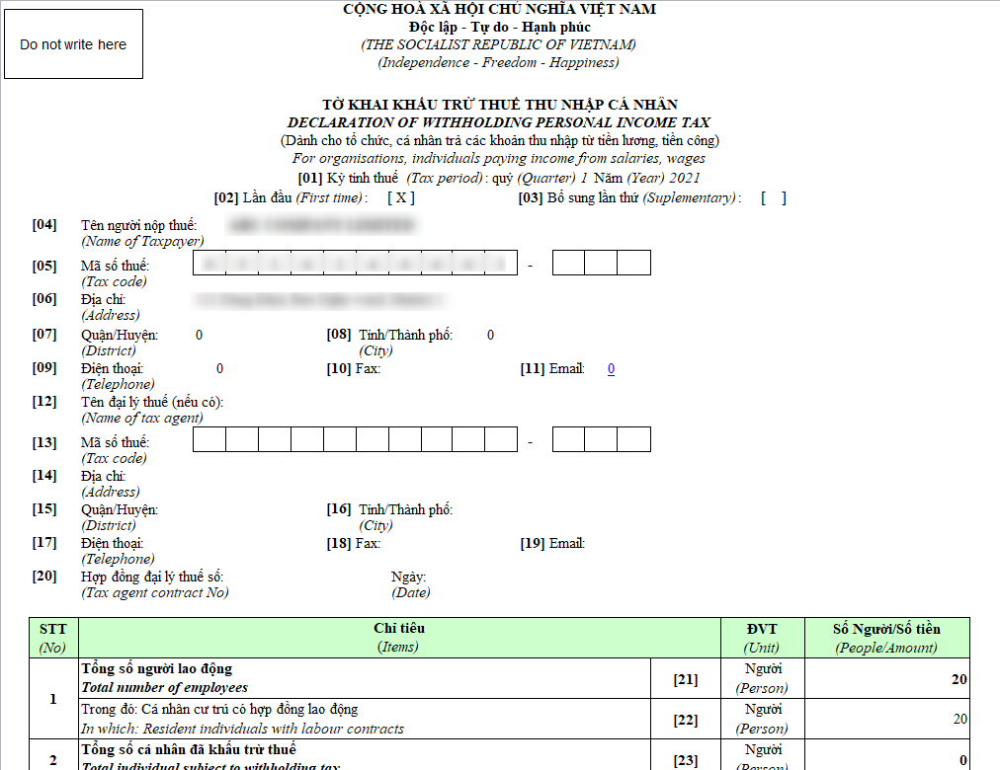 Do not write here
CỘNG HOÀ XÃ HỘI CHỦ NGHĨA VIỆT NAM
Độc lập - Tự do - Hạnh phúc
(THE SOCIALIST REPUBLIC OF VIETNAM)
(Independence - Freedom - Happiness)
TỜ KHAI KHẤU TRỪ THUẾ THU NHẬP CÁ NHÂN
DECLARATION OF WITHHOLDING PERSONAL INCOME TAX
(Dành cho tổ chức, cá nhân trả các khoản thu nhập từ tiền lương, tiền công)
For organisations, individuals paying income from salaries, wages
[01] Kỳ tính thuế (Tax period) : quý (Quarter) 1 Năm (Year) 2021
[02] Lần đầu (First time) : [ X ] [03] Bổ sung lần thứ (Suplementary) : [ ]
[04] Tên người nộp thuế:
(Name of Taxpayer)
[05] Mã số thuế: -
(Tax code)
[06] Địa chỉ:
(Address)
[07] Quận/Huyện: 0 [08] Tỉnh/Thành phố: 0
(District) (City)
[09] Điện thoại: 0 [10] Fax: [11] Email: 0
(Telephone)
[12] Tên đại lý thuế (nếu có):
(Name of tax agent)
[13] Mã số thuế: -
(Tax code)
[14] Địa chỉ:
(Address)
[15] Quận/Huyện: [16] Tỉnh/Thành phố:
(District) (City)
[17] Điện thoại: [18] Fax: [19] Email:
(Telephone)
[20] Hợp đồng đại lý thuế số: Ngày:
(Tax agent contract No) (Date)
STT Chỉ tiêu ĐVT Số Người/Số tiền
(No) (Items) (Unit) (People/Amount)
1 Tổng số người lao động [21] Người 20
Total number of employees (Person)
Trong đó: Cá nhân cư trú có hợp đồng lao động [22] Người 20
In which: Resident individuals with labour contracts (Person)
2 Tổng số cá nhân đã khấu trừ thuế [23] Người 0
Total individual subject to withholding tax (Person)